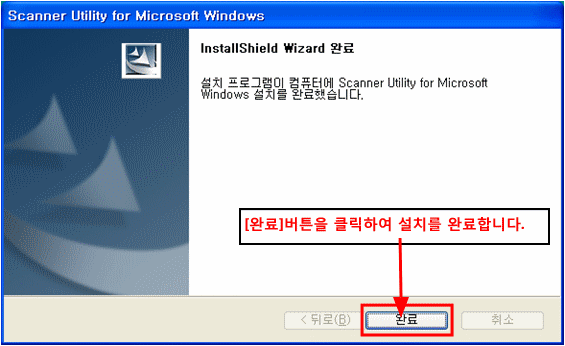 Scanner Utility for Microsoft Windows
InstallShield Wizard 완료
설치 프로그램이 컴퓨터에 Scanner Utility for Microsoft
Windows 설치를 완료했습니다.
[완료]버튼을 클릭하여 설치를 완료합니다.
< 뒤로(B) 완료 취소